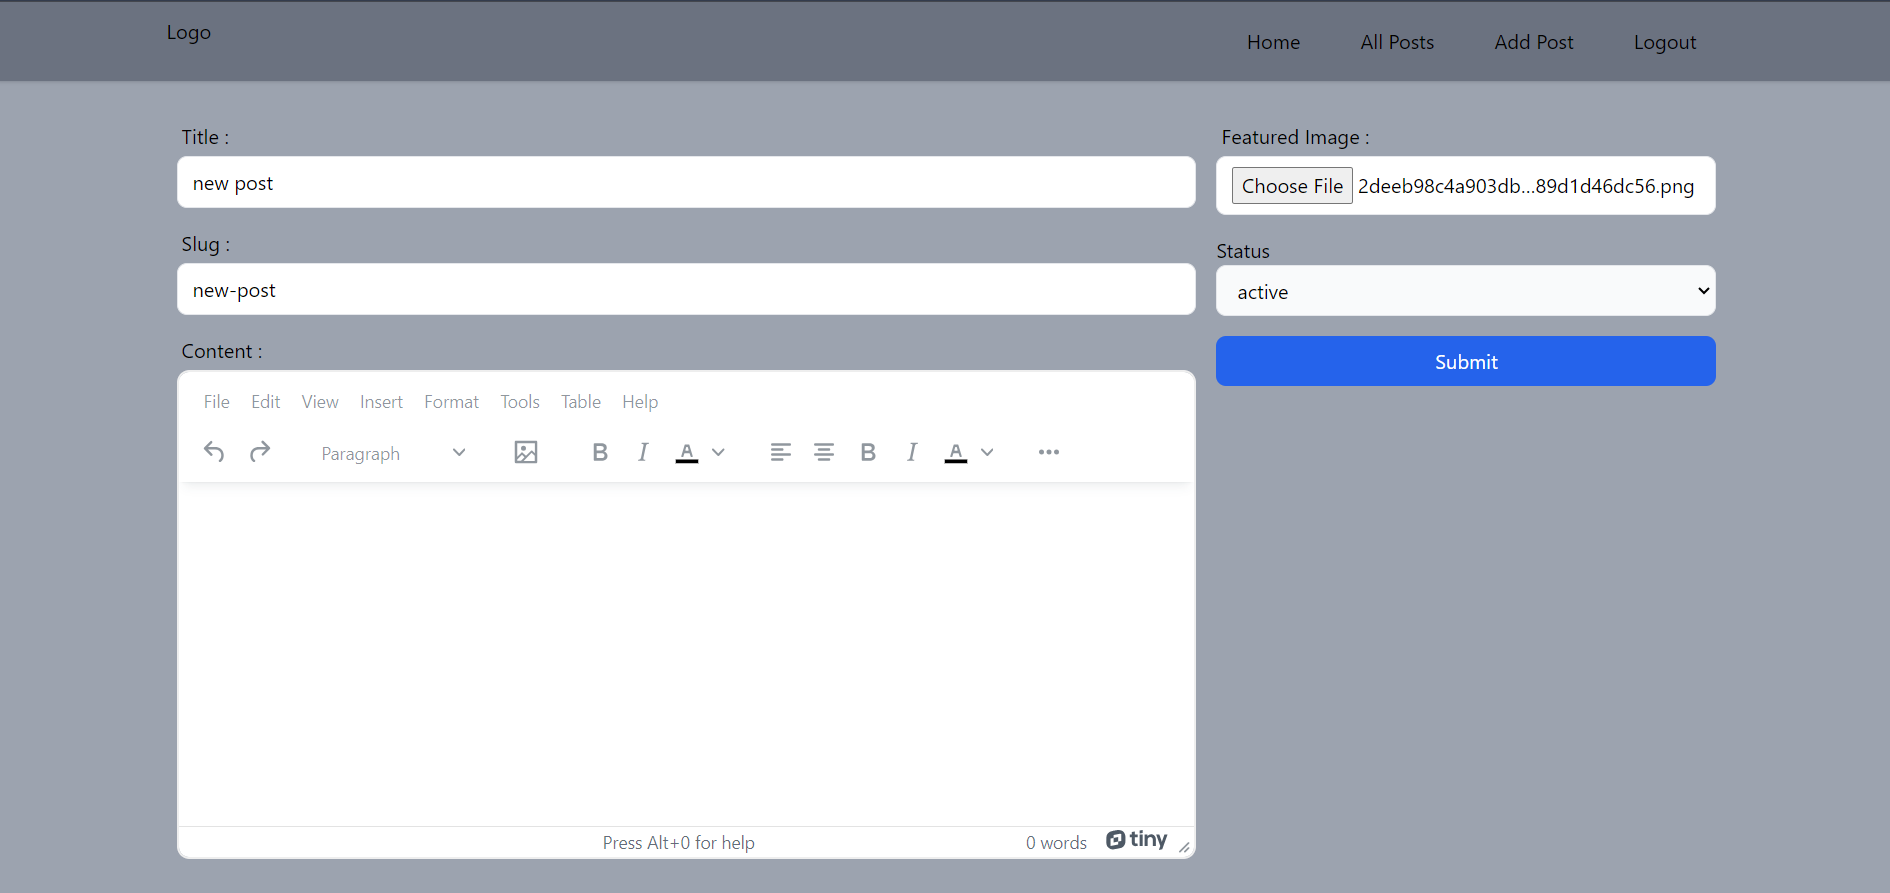 Logo
Home All Posts Add Post Logout
Title :
new post
Slug :
new-post
Content :
File Edit View Insert Format Tools Table Help
Paragraph B I A B I A
Press Alt+0 for help 0 words tiny
Featured Image :
Choose File 2deeb98c4a903db...89d1d46dc56.png
Status
active
Submit